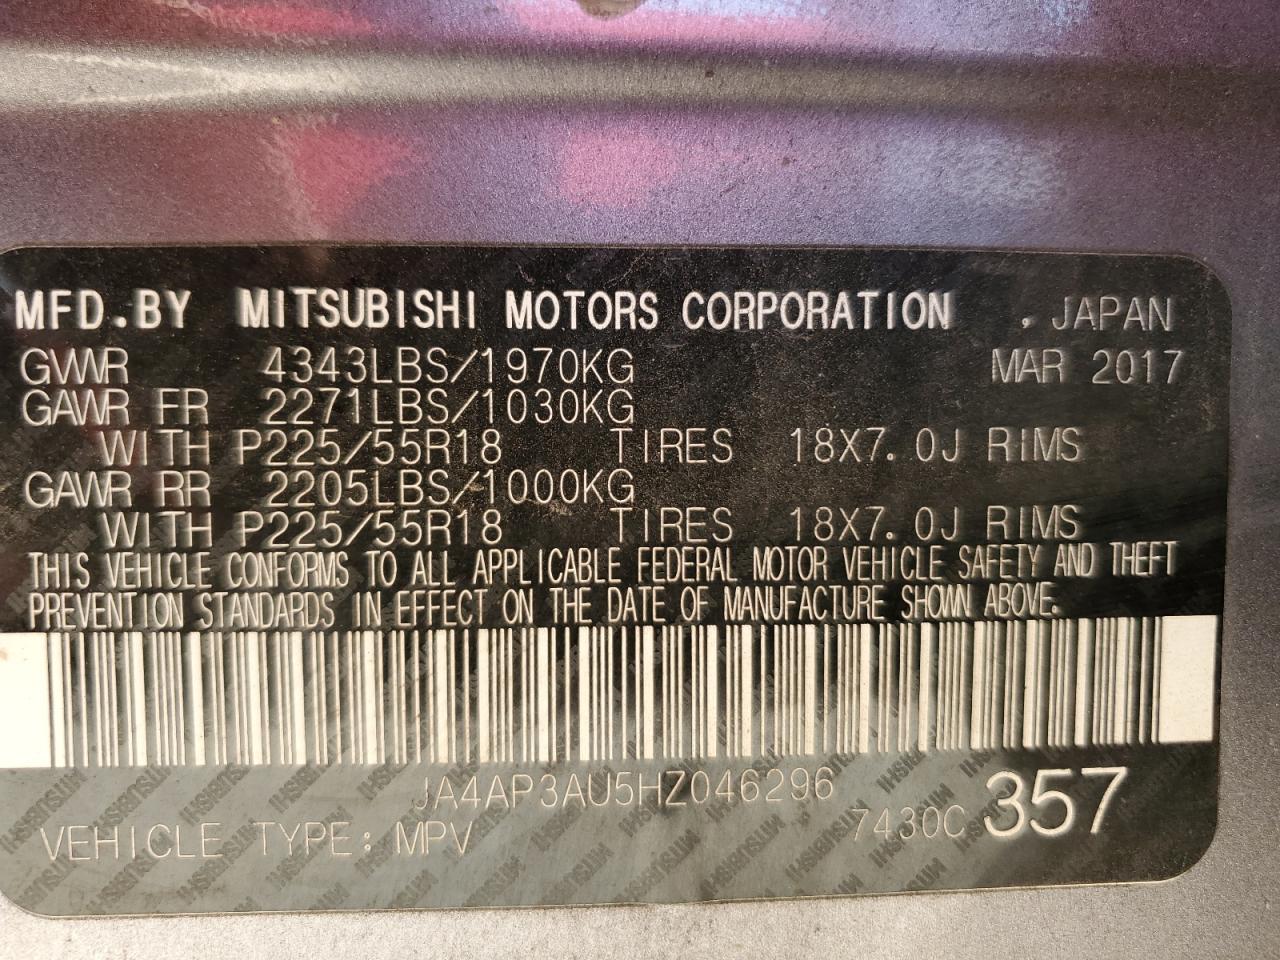 MFD.BY MITSUBISHI MOTORS CORPORATION . JAPAN
GVWR 4343LBS/1970KG MAR 2017
GAWR FR 2271LBS/1030KG
WITH P225/55R18 TIRES 18X7.0J RIMS
GAWR RR 2205LBS/1000KG
WITH P225/55R18 TIRES 18X7.0J RIMS
THIS VEHICLE CONFORMS TO ALL APPLICABLE FEDERAL MOTOR VEHICLE SAFETY AND THEFT
PREVENTION STANDARDS IN EFFECT ON THE DATE OF MANUFACTURE SHOWN ABOVE.
JA4AP3AU5HZ046296
VEHICLE TYPE: MPV 7430C 357